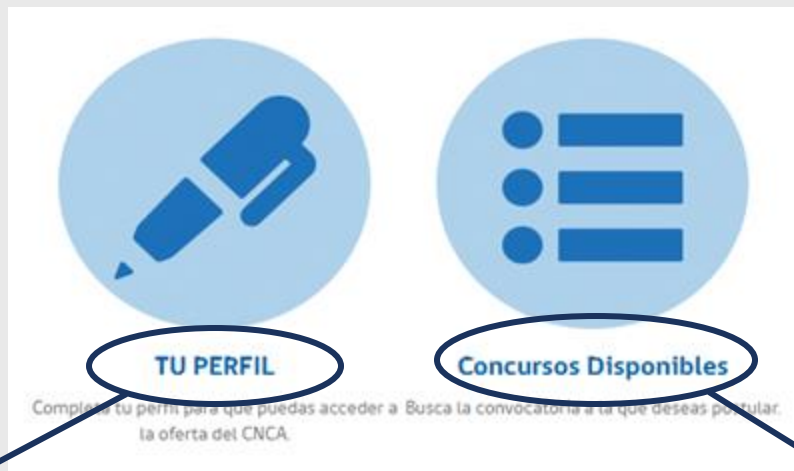 TU PERFIL
Completa tu perfil para que puedas acceder a
la oferta del CNCA.
Concursos Disponibles
Busca la convocatoria a la que deseas postular.